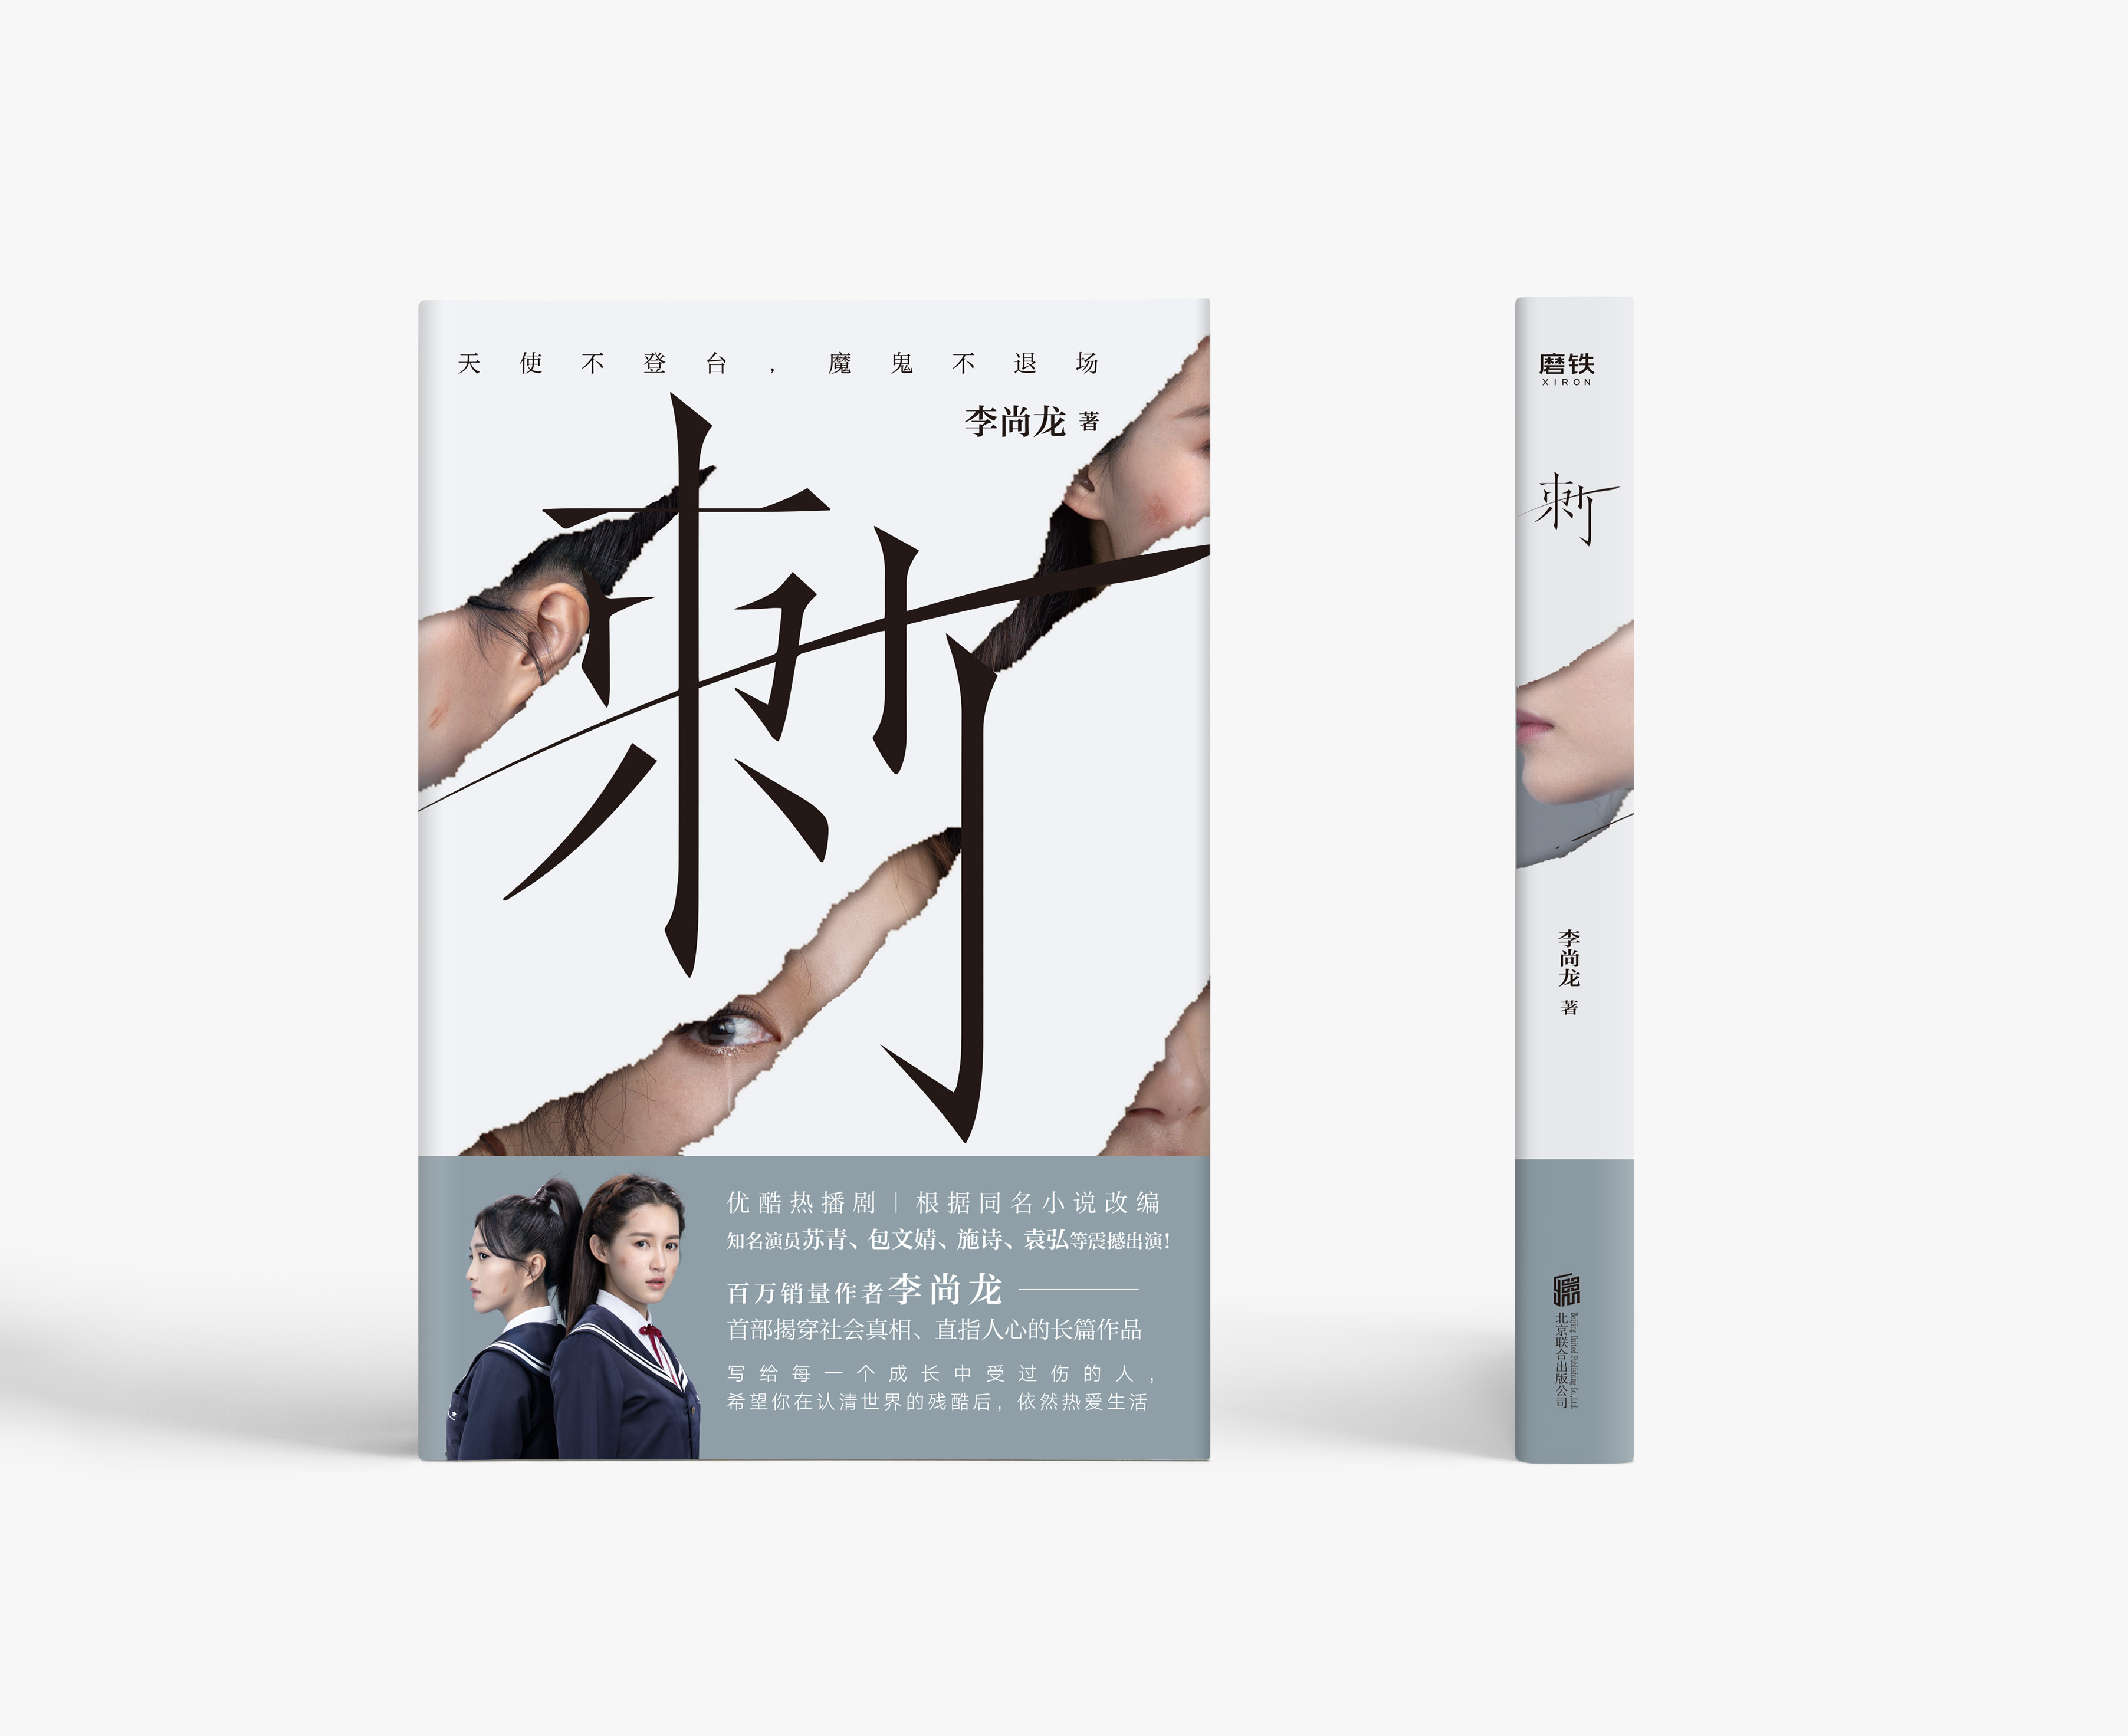 天使不登台，魔鬼不退场
李尚龙 著
刺
优酷热播剧｜根据同名小说改编
知名演员苏青、包文婧、施诗、袁弘等震撼出演！
百万销量作者李尚龙————
首部揭穿社会真相、直指人心的长篇作品
写给每一个成长中受过伤的人，
希望你在认清世界的残酷后，依然热爱生活
磨铁
XIRON
刺
李尚龙 著
北京联合出版公司
Beijing United Publishing Co.,Ltd.